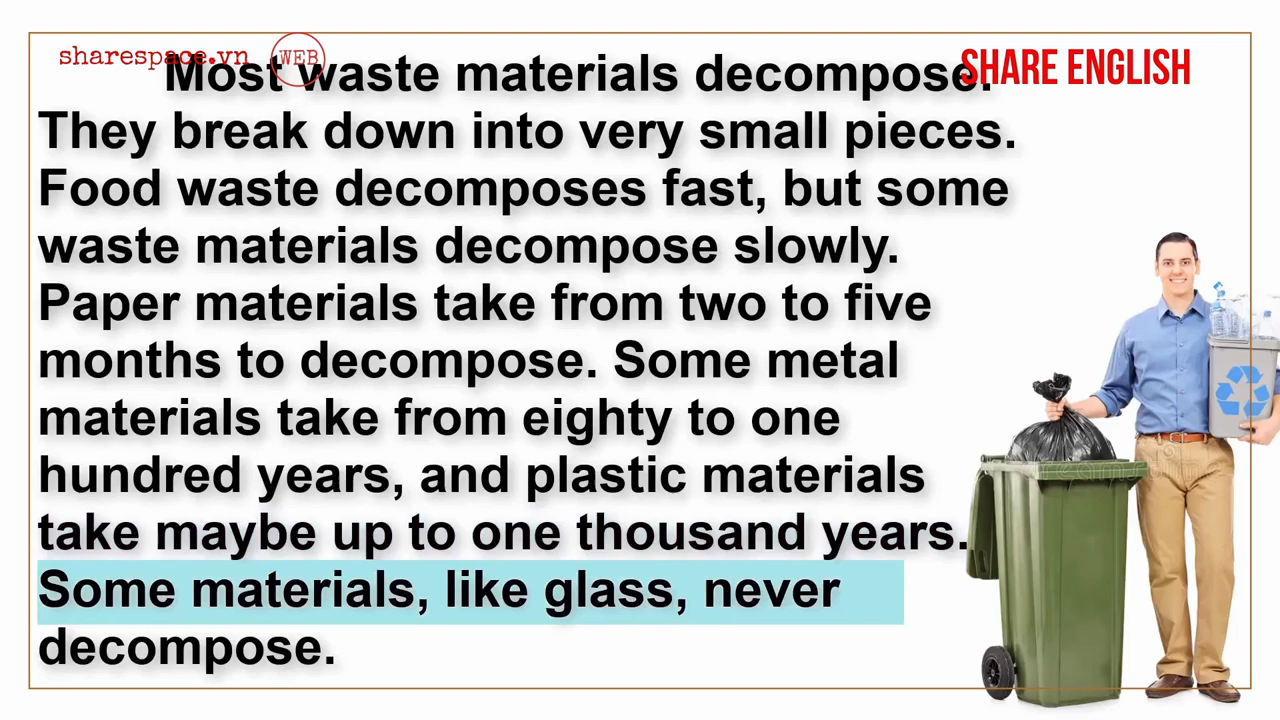 sharespace.vn WEB
SHARE ENGLISH
Most waste materials decompose.
They break down into very small pieces.
Food waste decomposes fast, but some
waste materials decompose slowly.
Paper materials take from two to five
months to decompose. Some metal
materials take from eighty to one
hundred years, and plastic materials
take maybe up to one thousand years.
Some materials, like glass, never
decompose.